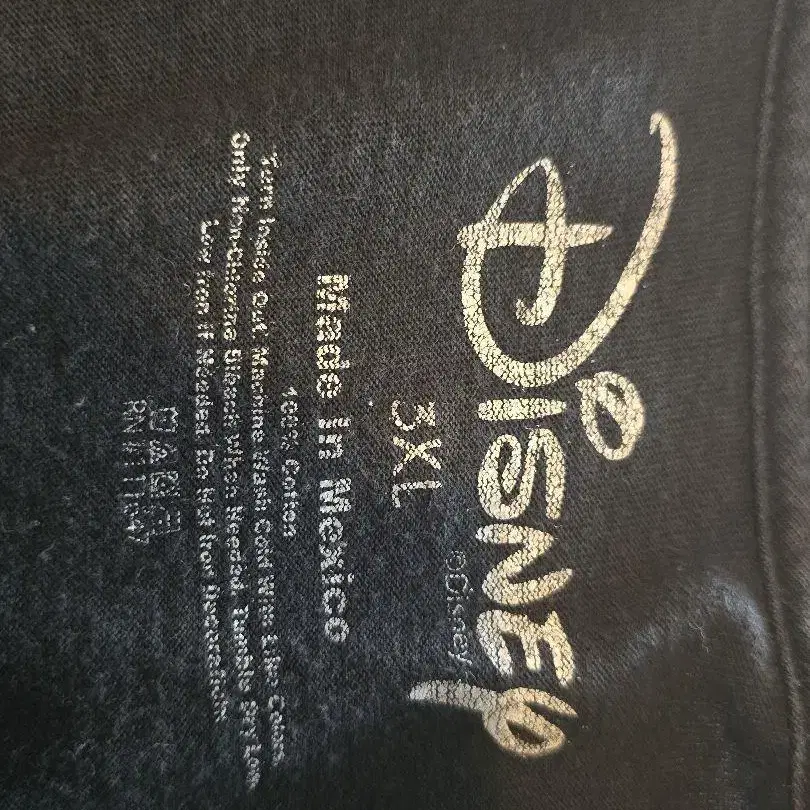 Disney
©Disney
3XL
Made In Mexico
100% Cotton
Turn Inside Out Machine Wash Cold With Like Colors
Only Non-Chlorine Bleach When Needed, Tumble Dry Low
Low Iron If Needed Do Not Iron Decoration